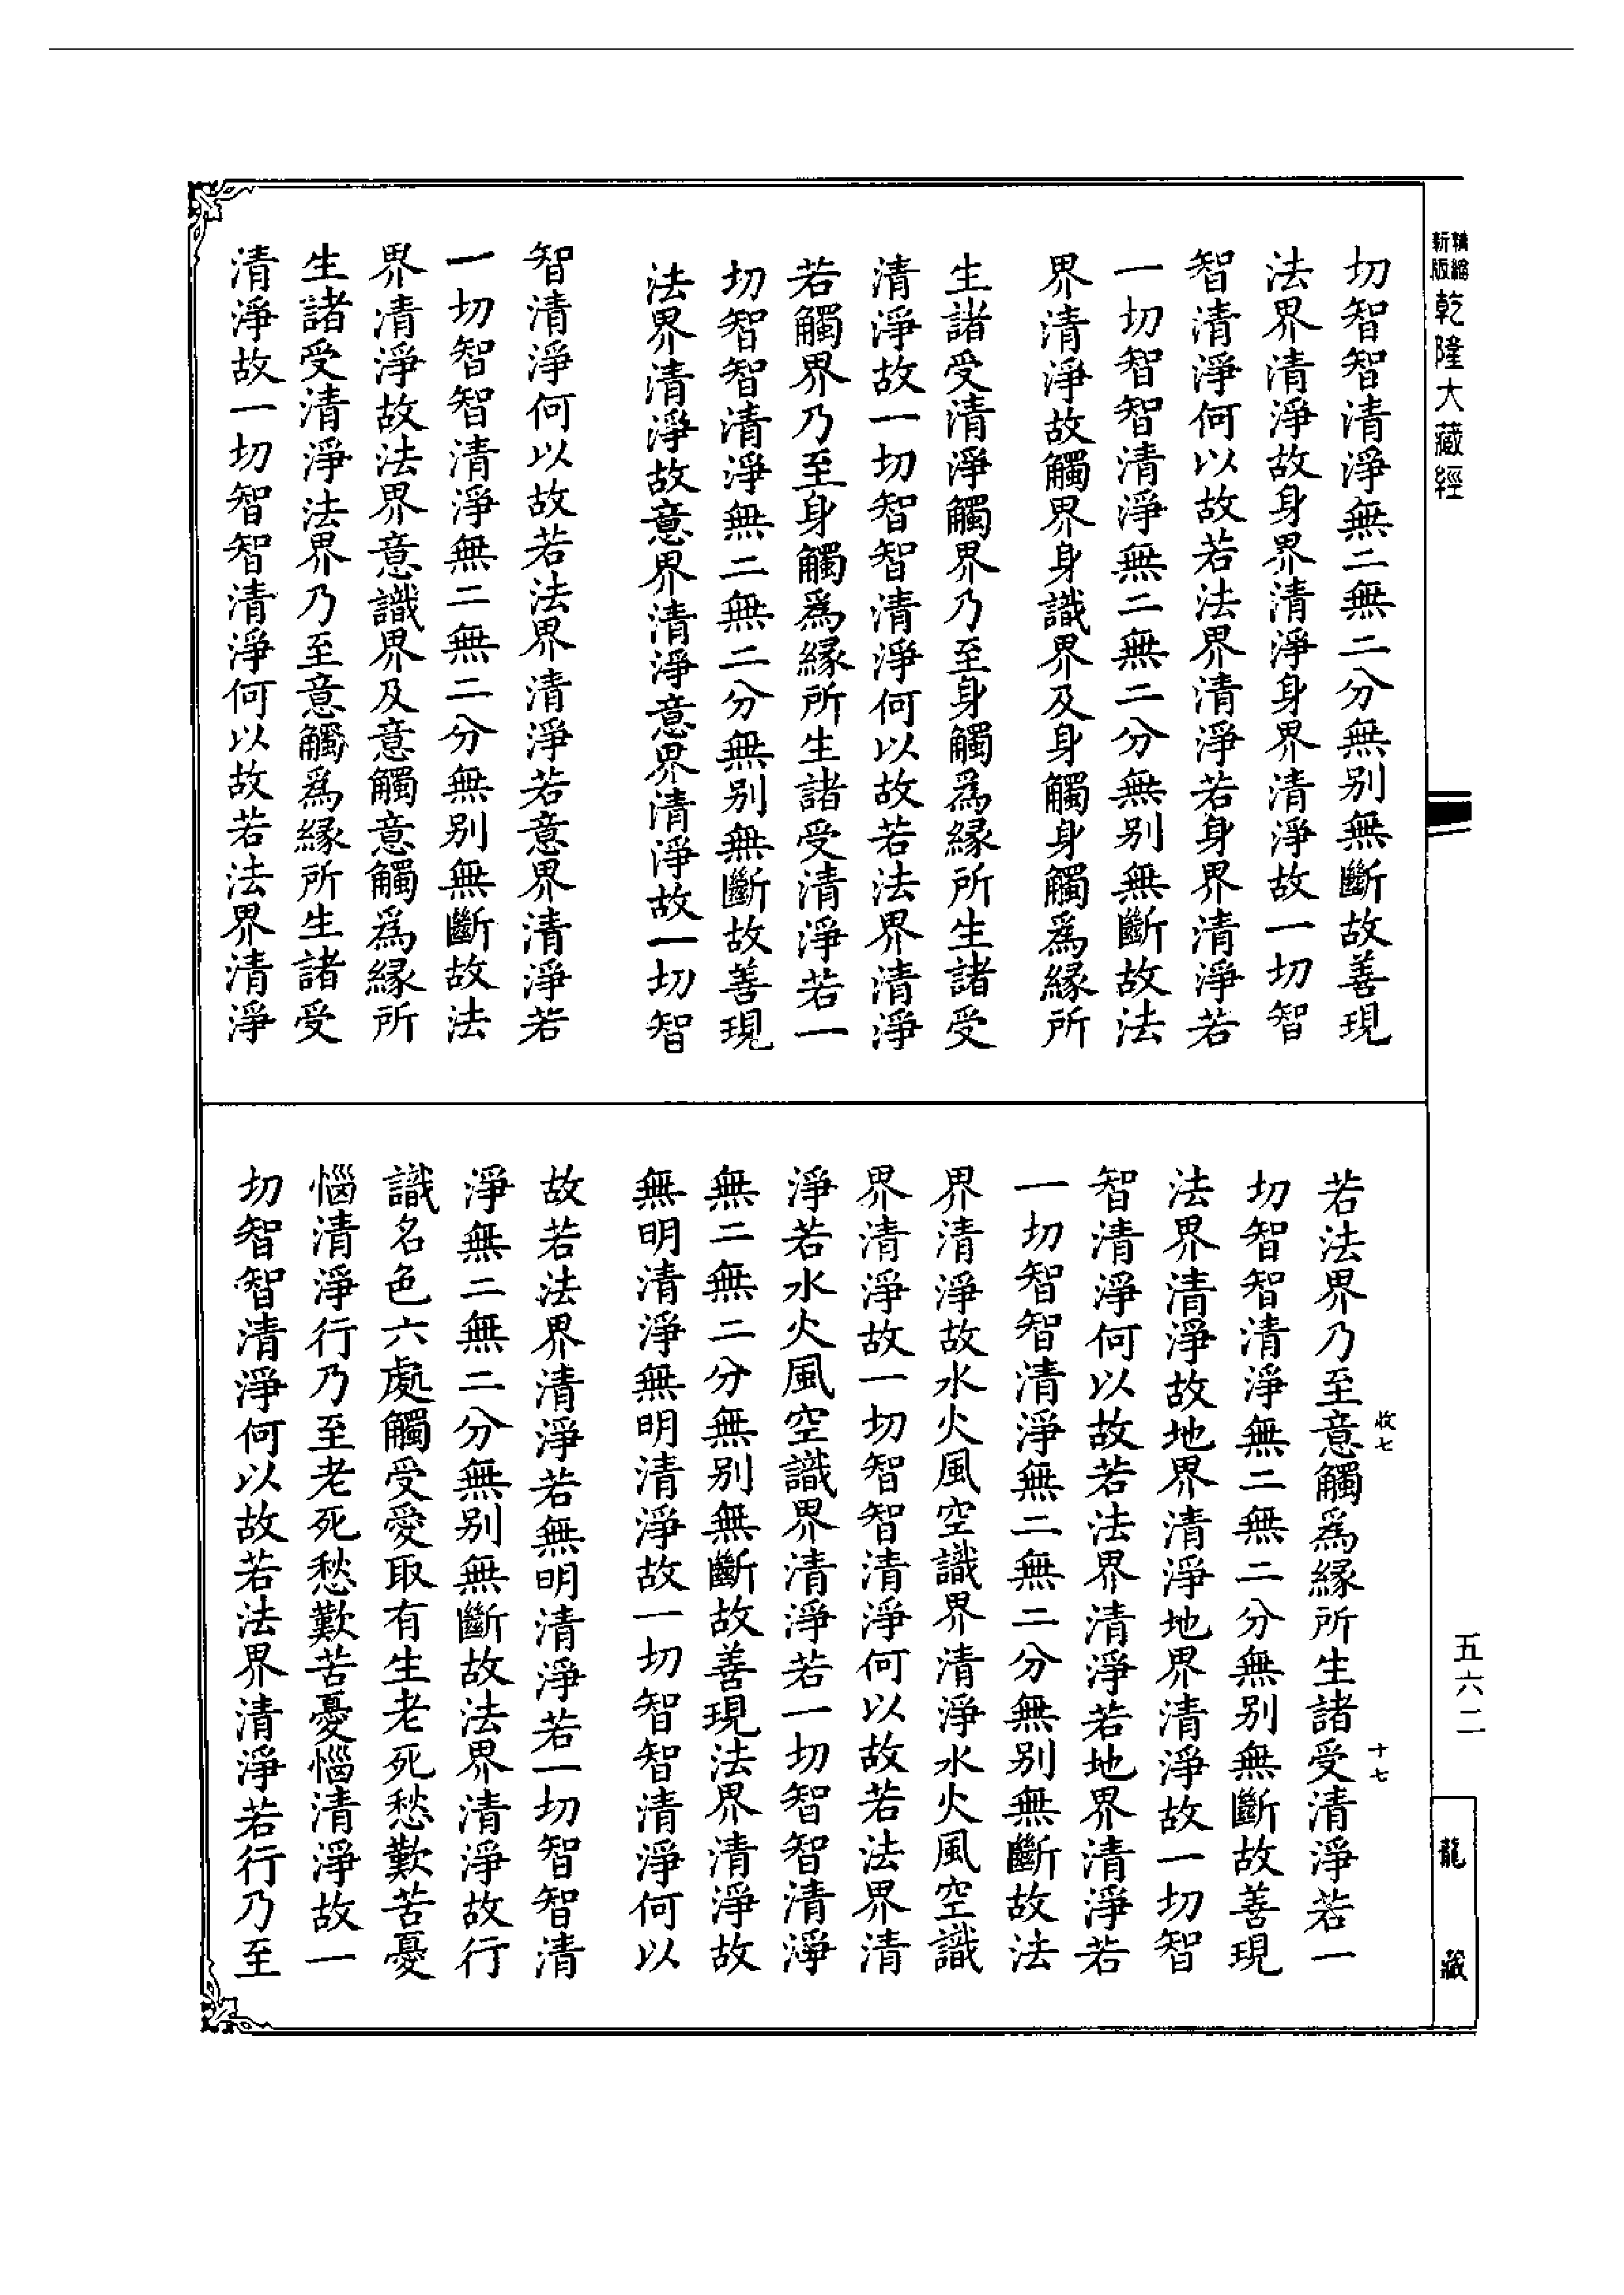 精縮
新版
乾隆大藏經
切智智清淨無二無二分無别無斷故善現
法界清淨故身界清淨身界清淨故一切智
智清淨何以故若法界清淨若身界清淨若
一切智智清淨無二無二分無别無斷故法
界清淨故觸界身識界及身觸身觸爲緣所
生諸受清淨觸界乃至身觸爲緣所生諸受
清淨故一切智智清淨何以故若法界清淨
若觸界乃至身觸爲緣所生諸受清淨若一
切智智清淨無二無二分無别無斷故善現
法界清淨故意界清淨意界清淨故一切智
智清淨何以故若法界清淨若意界清淨若
一切智智清淨無二無二分無别無斷故法
界清淨故法界意識界及意觸意觸爲緣所
生諸受清淨法界乃至意觸爲緣所生諸受
清淨故一切智智清淨何以故若法界清淨
若法界乃至意觸爲緣所生諸受清淨若一
收七
十七
切智智清淨無二無二分無别無斷故善現
法界清淨故地界清淨地界清淨故一切智
智清淨何以故若法界清淨若地界清淨若
一切智智清淨無二無二分無别無斷故法
界清淨故水火風空識界清淨水火風空識
界清淨故一切智智清淨何以故若法界清
淨若水火風空識界清淨若一切智智清淨
無二無二分無别無斷故善現法界清淨故
無明清淨無明清淨故一切智智清淨何以
故若法界清淨若無明清淨若一切智智清
淨無二無二分無别無斷故法界清淨故行
識名色六處觸受愛取有生老死愁歎苦憂
惱清淨行乃至老死愁歎苦憂惱清淨故一
切智智清淨何以故若法界清淨若行乃至
五六二
龍藏